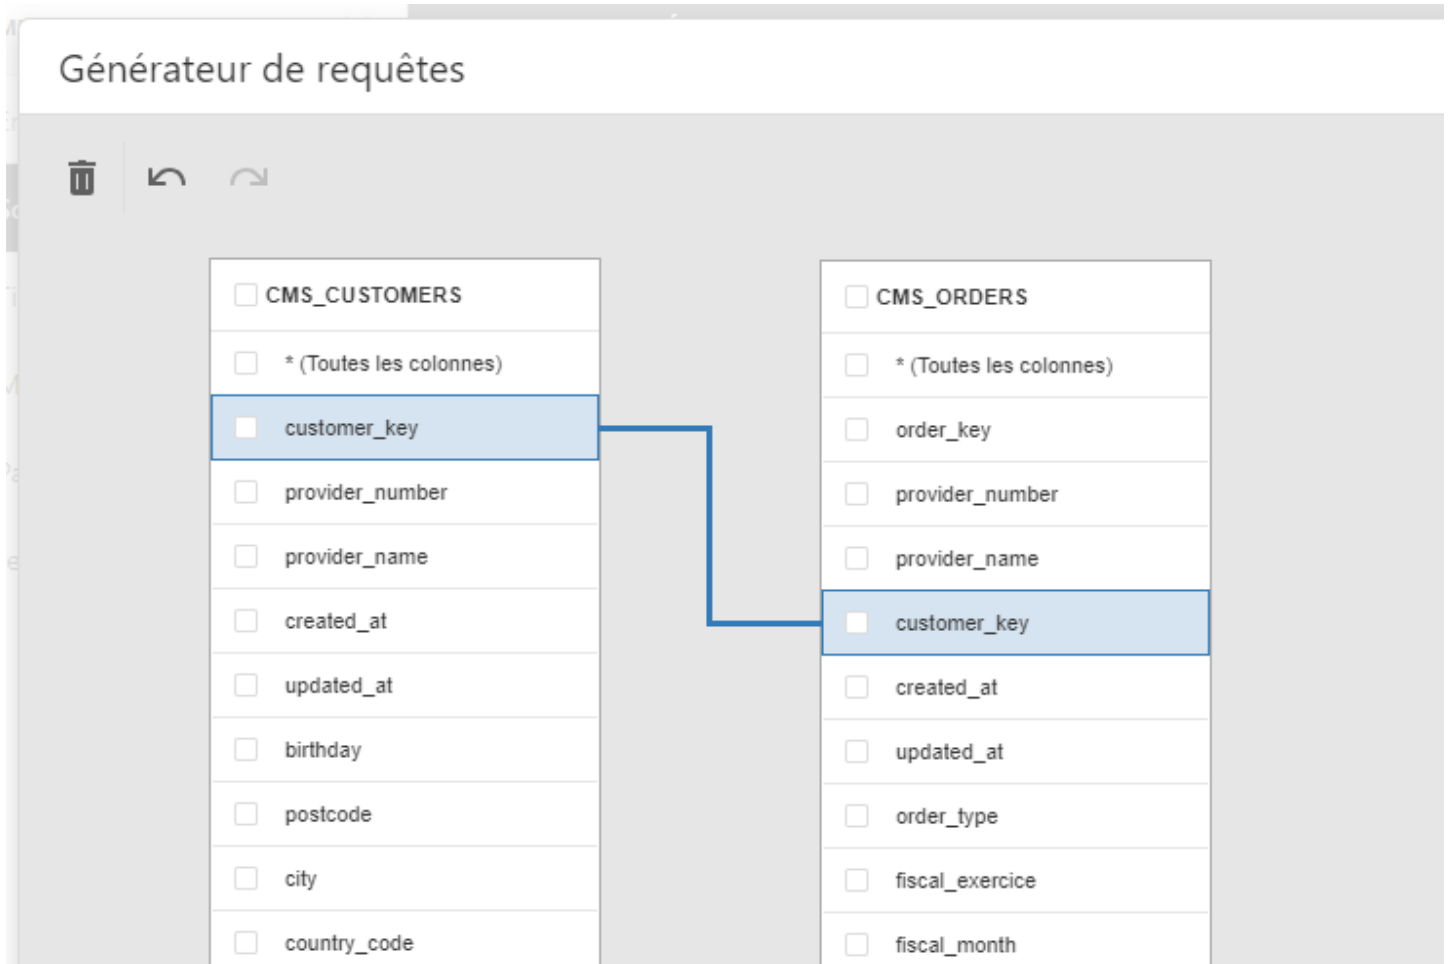 Générateur de requêtes
CMS_CUSTOMERS
* (Toutes les colonnes)
customer_key
provider_number
provider_name
created_at
updated_at
birthday
postcode
city
country_code
CMS_ORDERS
* (Toutes les colonnes)
order_key
provider_number
provider_name
customer_key
created_at
updated_at
order_type
fiscal_exercice
fiscal_month